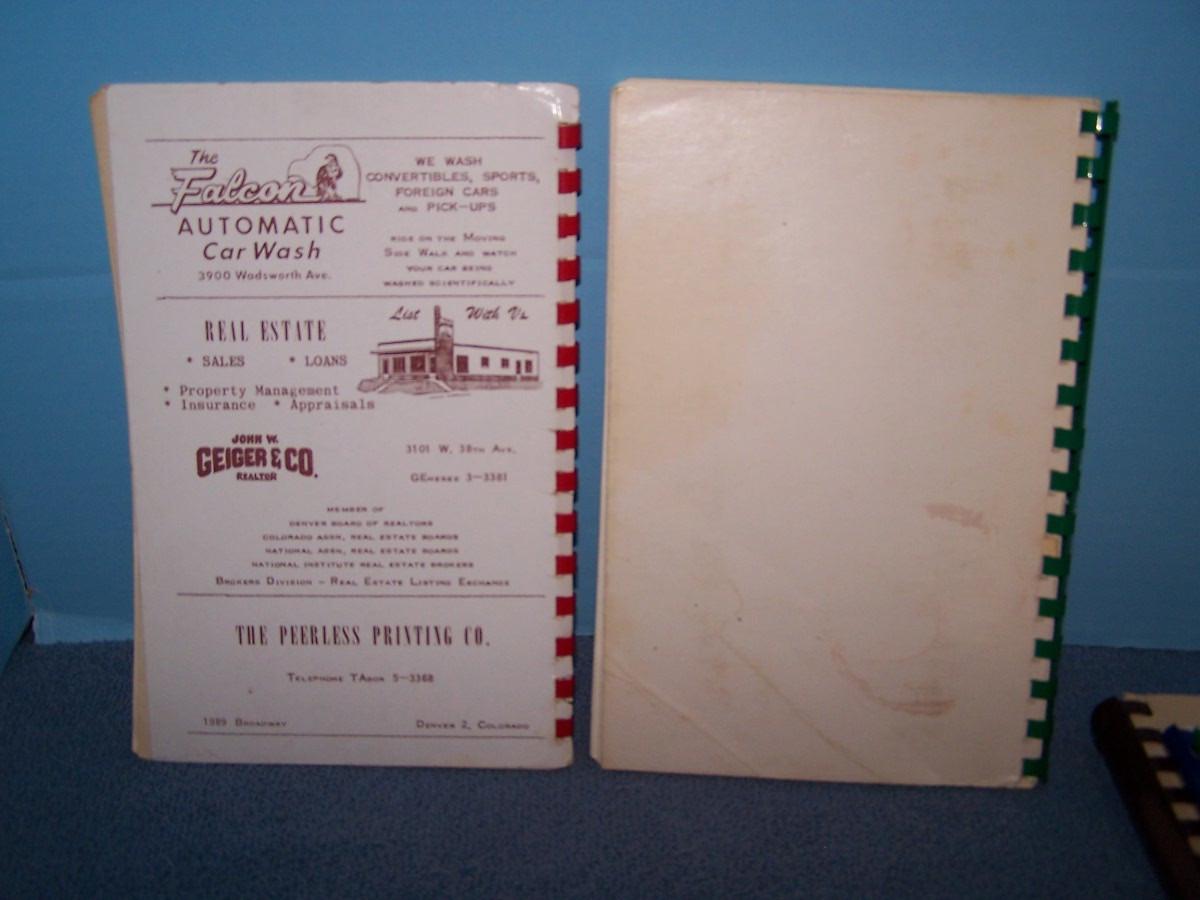 The
Falcon
AUTOMATIC
Car Wash
3900 Wadsworth Ave.
WE WASH
CONVERTIBLES, SPORTS,
FOREIGN CARS
AND PICK-UPS
RIDE ON THE MOVING
SIDE WALK AND WATCH
YOUR CAR BEING
WASHED SCIENTIFICALLY
List With Us
REAL ESTATE
* SALES * LOANS
* Property Management
* Insurance * Appraisals
JOHN W.
GEIGER & CO.
REALTOR
3101 W. 38TH AVE.
GENESEE 3-3381
MEMBER OF
DENVER BOARD OF REALTORS
COLORADO ASSN. REAL ESTATE BOARDS
NATIONAL ASSN. REAL ESTATE BOARDS
NATIONAL INSTITUTE REAL ESTATE BROKERS
BROKERS DIVISION - REAL ESTATE LISTING EXCHANGE
THE PEERLESS PRINTING CO.
TELEPHONE TABOR 5-3368
1989 BROADWAY DENVER 2, COLORADO